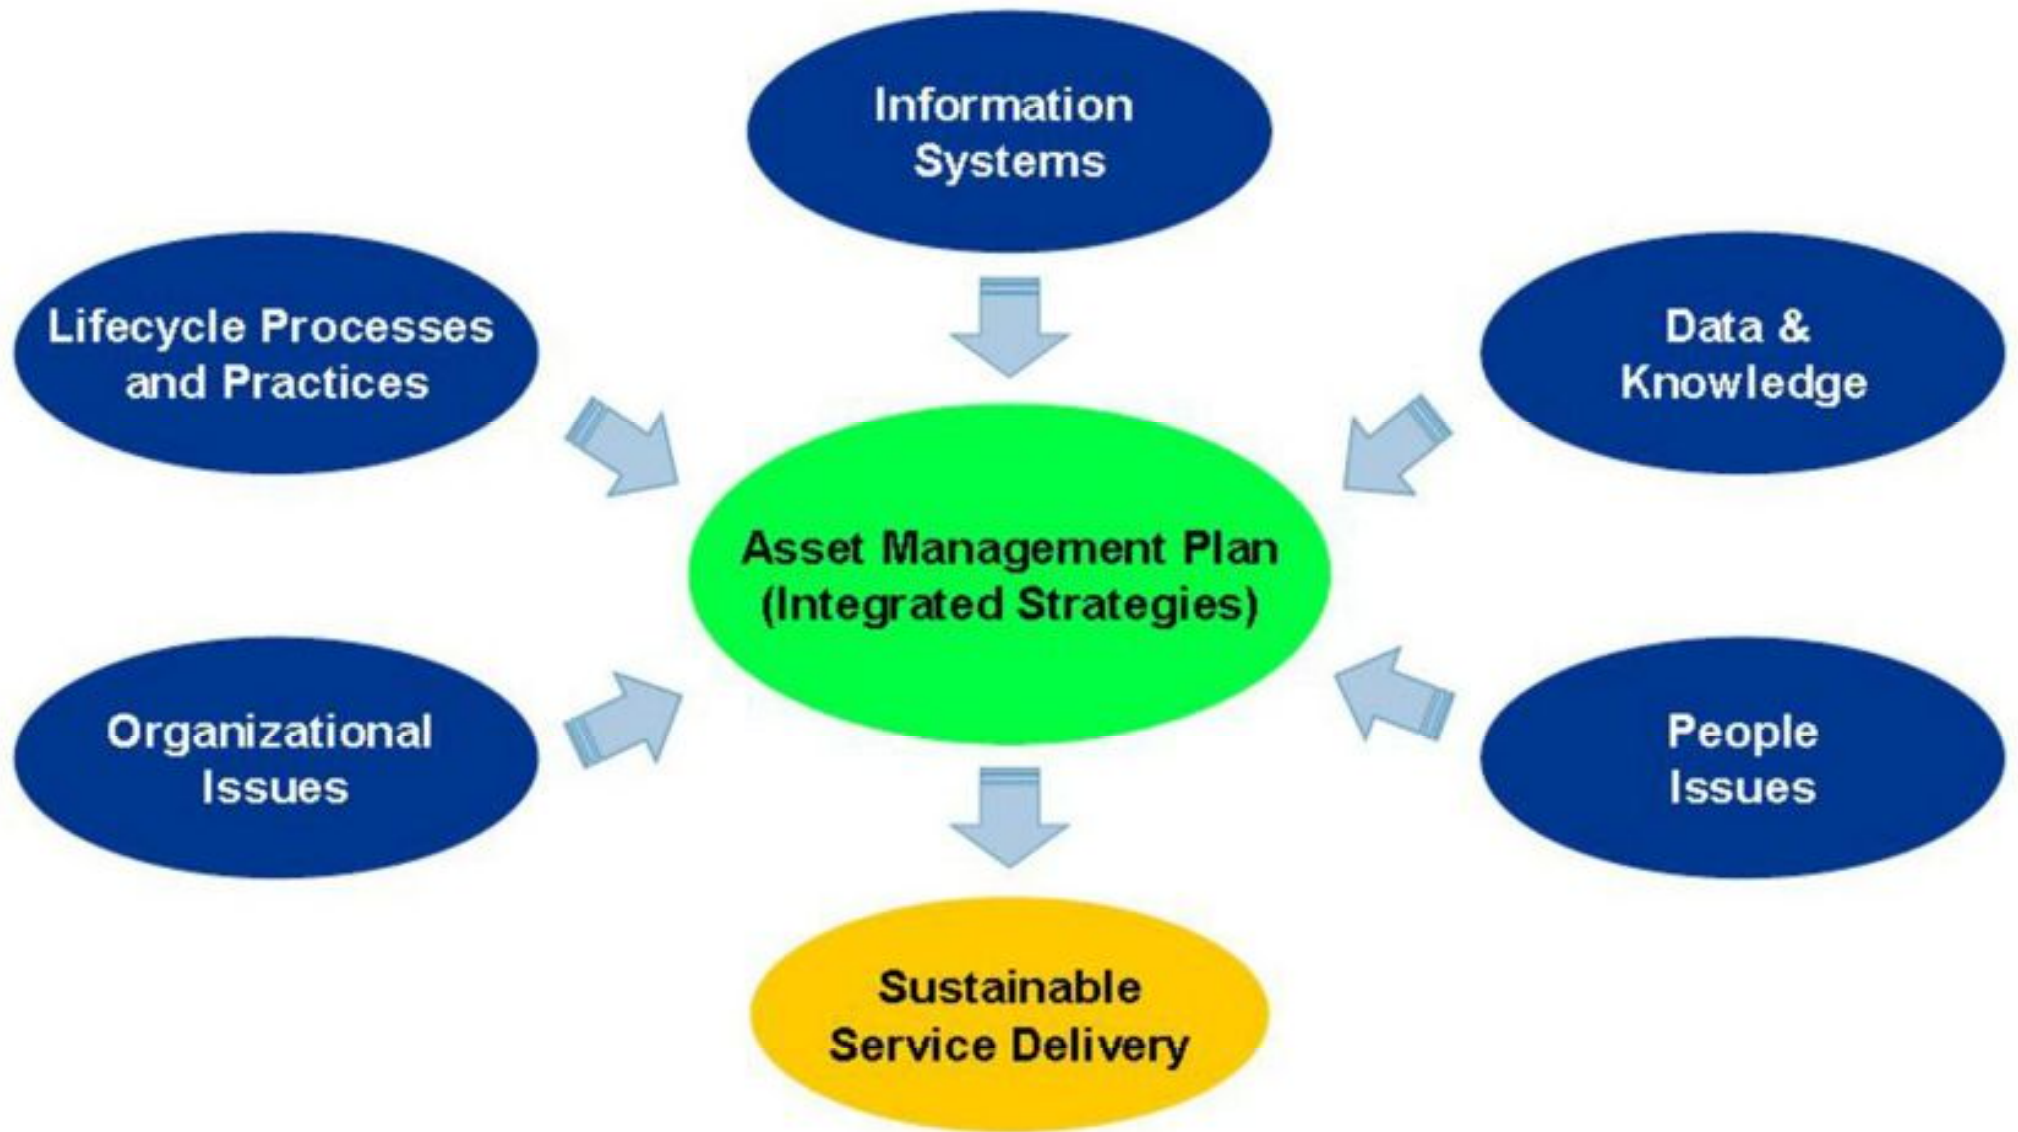 Information
Systems
Lifecycle Processes
and Practices
Data &
Knowledge
Asset Management Plan
(Integrated Strategies)
Organizational
Issues
People
Issues
Sustainable
Service Delivery